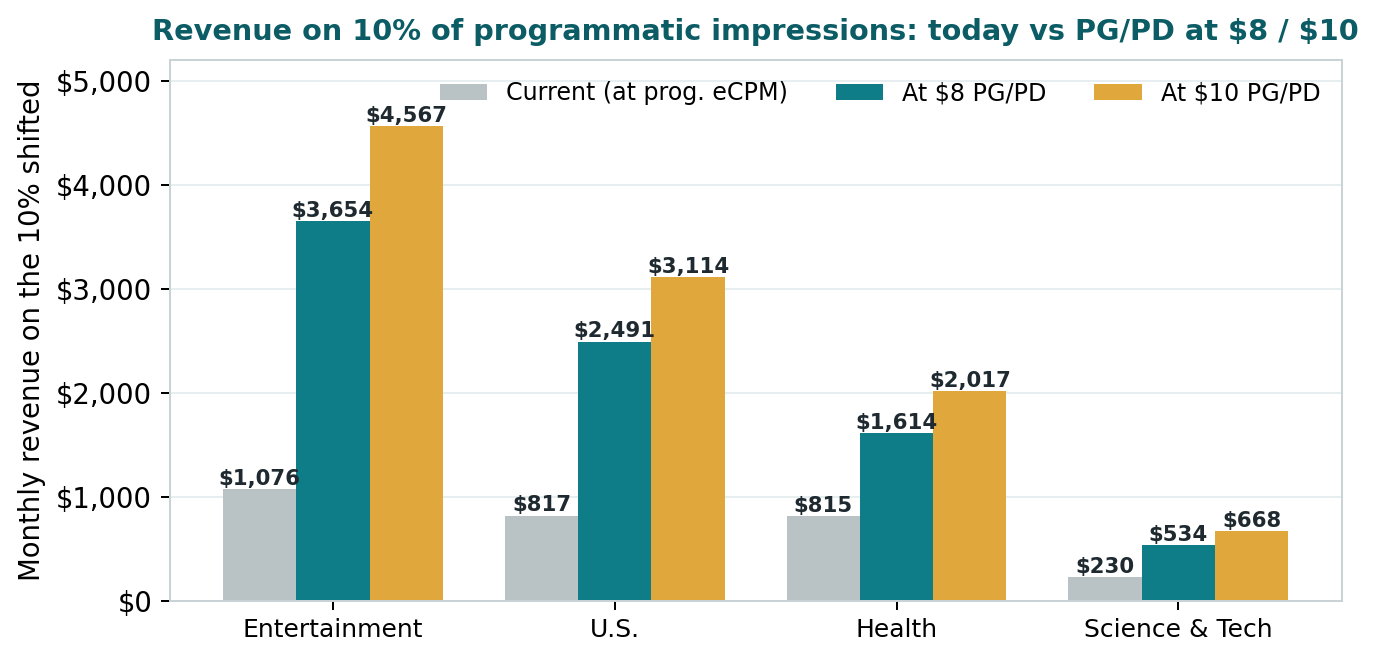 Revenue on 10% of programmatic impressions: today vs PG/PD at $8 / $10
Current (at prog. eCPM)
At $8 PG/PD
At $10 PG/PD
Monthly revenue on the 10% shifted
$5,000
$4,000
$3,000
$2,000
$1,000
$0
$1,076
$3,654
$4,567
$817
$2,491
$3,114
$815
$1,614
$2,017
$230
$534
$668
Entertainment
U.S.
Health
Science & Tech